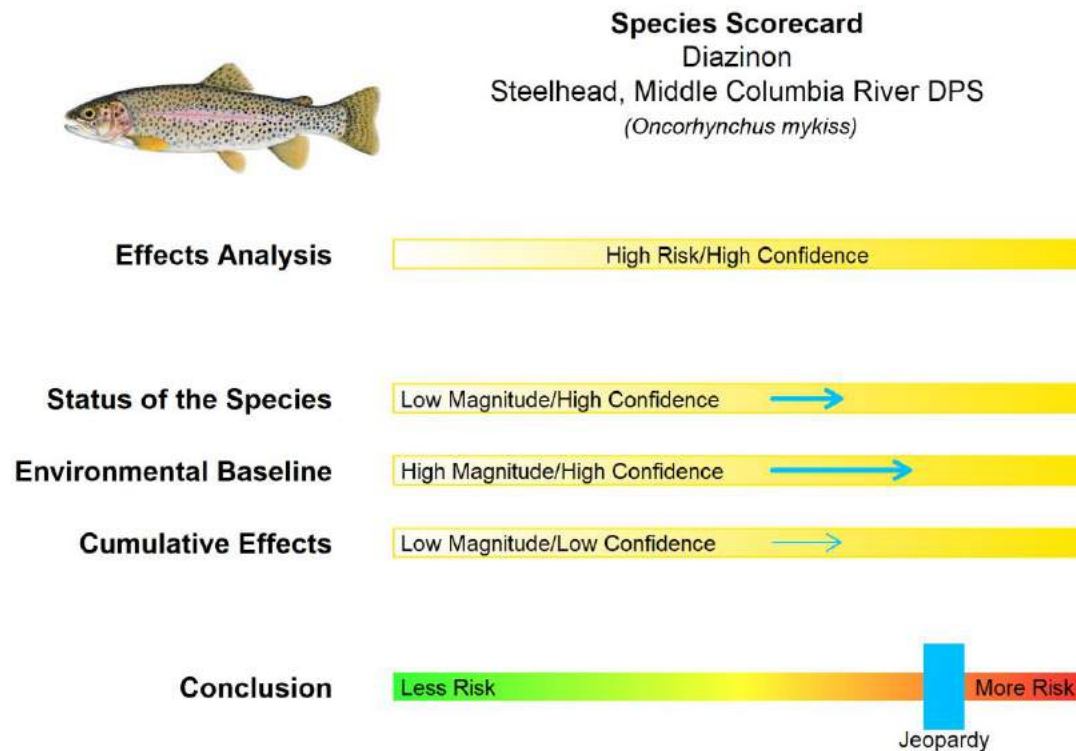 Species Scorecard
Diazinon
Steelhead, Middle Columbia River DPS
(Oncorhynchus mykiss)
Effects Analysis
High Risk/High Confidence
Status of the Species
Low Magnitude/High Confidence
Environmental Baseline
High Magnitude/High Confidence
Cumulative Effects
Low Magnitude/Low Confidence
Conclusion
Less Risk
More Risk
Jeopardy